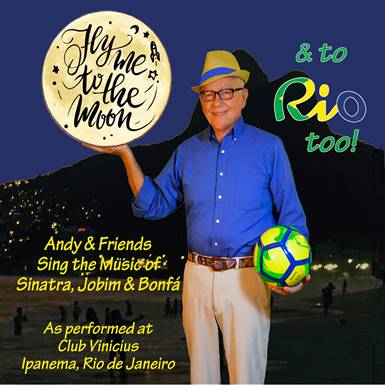 Fly me
to the
moon
& to
Rio
too!
Andy & Friends
Sing the Music of
Sinatra, Jobim & Bonfá
As performed at
Club Vinicius
Ipanema, Rio de Janeiro